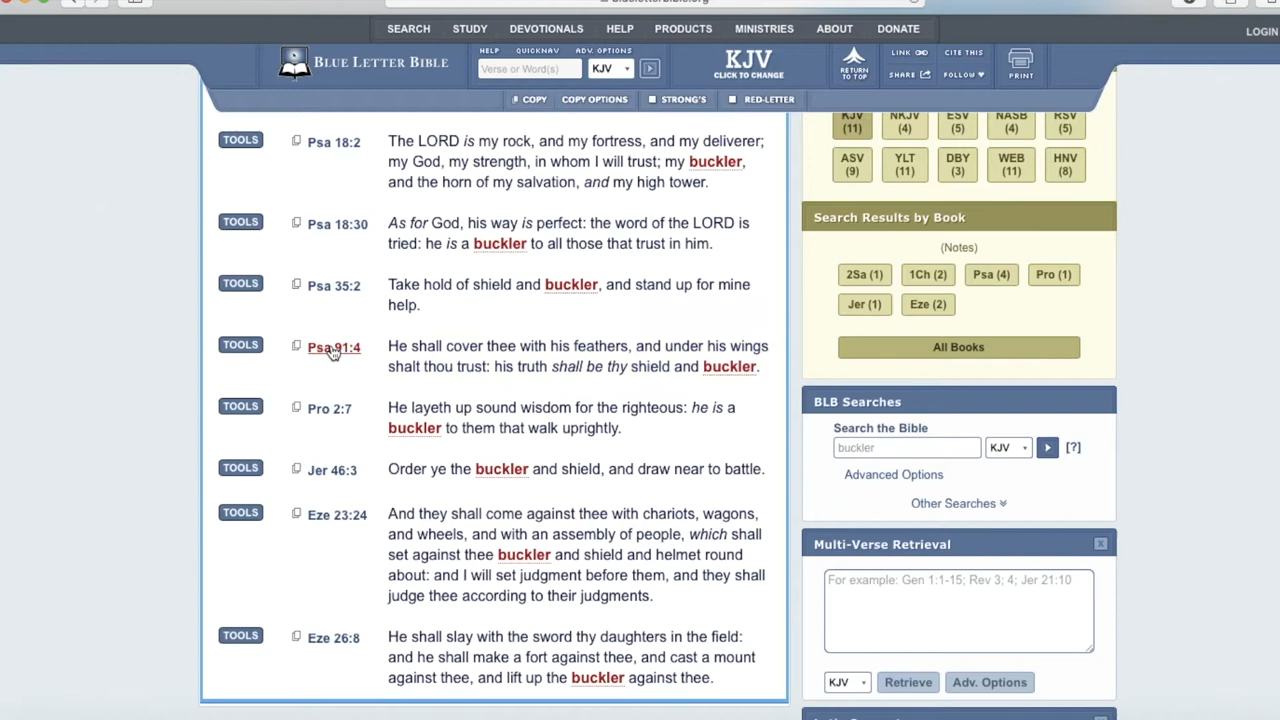 SEARCH STUDY DEVOTIONALS HELP PRODUCTS MINISTRIES ABOUT DONATE
LOGIN
BLUE LETTER BIBLE
HELP QUICKNAV ADV. OPTIONS
Verse or Word(s) KJV
KJV
CLICK TO CHANGE
RETURN
TO TOP
LINK CITE THIS
SHARE FOLLOW
PRINT
COPY COPY OPTIONS STRONG'S RED-LETTER
TOOLS Psa 18:2 The LORD is my rock, and my fortress, and my deliverer;
my God, my strength, in whom I will trust; my buckler,
and the horn of my salvation, and my high tower.
TOOLS Psa 18:30 As for God, his way is perfect: the word of the LORD is
tried: he is a buckler to all those that trust in him.
TOOLS Psa 35:2 Take hold of shield and buckler, and stand up for mine
help.
TOOLS Psa 91:4 He shall cover thee with his feathers, and under his wings
shalt thou trust: his truth shall be thy shield and buckler.
TOOLS Pro 2:7 He layeth up sound wisdom for the righteous: he is a
buckler to them that walk uprightly.
TOOLS Jer 46:3 Order ye the buckler and shield, and draw near to battle.
TOOLS Eze 23:24 And they shall come against thee with chariots, wagons,
and wheels, and with an assembly of people, which shall
set against thee buckler and shield and helmet round
about: and I will set judgment before them, and they shall
judge thee according to their judgments.
TOOLS Eze 26:8 He shall slay with the sword thy daughters in the field:
and he shall make a fort against thee, and cast a mount
against thee, and lift up the buckler against thee.
KJV NKJV ESV NASB RSV
(11) (4) (5) (4) (5)
ASV YLT DBY WEB HNV
(9) (11) (3) (11) (8)
Search Results by Book
(Notes)
2Sa (1) 1Ch (2) Psa (4) Pro (1)
Jer (1) Eze (2)
All Books
BLB Searches
Search the Bible
buckler KJV [?]
Advanced Options
Other Searches
Multi-Verse Retrieval x
For example: Gen 1:1-15; Rev 3; 4; Jer 21:10
KJV Retrieve Adv. Options